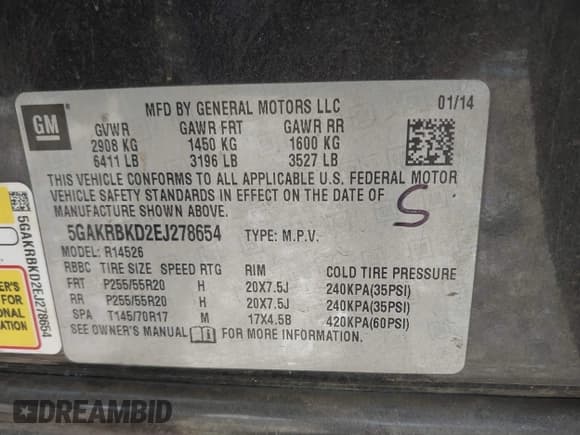 GM
MFD BY GENERAL MOTORS LLC 01/14
GVWR GAWR FRT GAWR RR
2908 KG 1450 KG 1600 KG
6411 LB 3196 LB 3527 LB
THIS VEHICLE CONFORMS TO ALL APPLICABLE U.S. FEDERAL MOTOR
VEHICLE SAFETY STANDARDS IN EFFECT ON THE DATE OF
MANUFACTURE SHOWN ABOVE.
S
5GAKRBKD2EJ278654 TYPE: M.P.V.
MODEL: R14526
RBBC TIRE SIZE SPEED RTG RIM COLD TIRE PRESSURE
FRT P255/55R20 H 20X7.5J 240KPA(35PSI)
RR P255/55R20 H 20X7.5J 240KPA(35PSI)
SPA T145/70R17 M 17X4.5B 420KPA(60PSI)
SEE OWNER'S MANUAL FOR MORE INFORMATION
5GAKRBKD2EJ278654
ER'S
FOR
ONAL
TION
DREAMBID